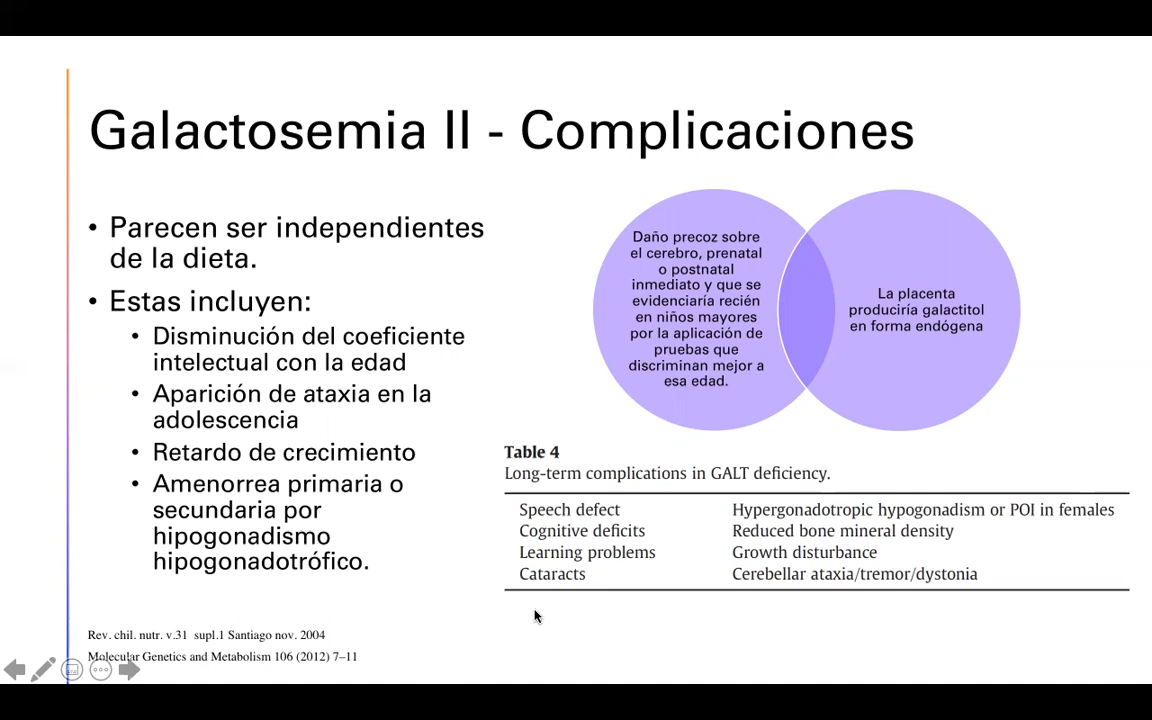 Galactosemia II - Complicaciones
• Parecen ser independientes
de la dieta.
• Estas incluyen:
• Disminución del coeficiente
intelectual con la edad
• Aparición de ataxia en la
adolescencia
• Retardo de crecimiento
• Amenorrea primaria o
secundaria por
hipogonadismo
hipogonadotrófico.
Daño precoz sobre
el cerebro, prenatal
o postnatal
inmediato y que se
evidenciaría recién
en niños mayores
por la aplicación de
pruebas que
discriminan mejor a
esa edad.
La placenta
produciría galactitol
en forma endógena
Table 4
Long-term complications in GALT deficiency.
Speech defect Hypergonadotropic hypogonadism or POI in females
Cognitive deficits Reduced bone mineral density
Learning problems Growth disturbance
Cataracts Cerebellar ataxia/tremor/dystonia
Rev. chil. nutr. v.31 supl.1 Santiago nov. 2004
Molecular Genetics and Metabolism 106 (2012) 7–11